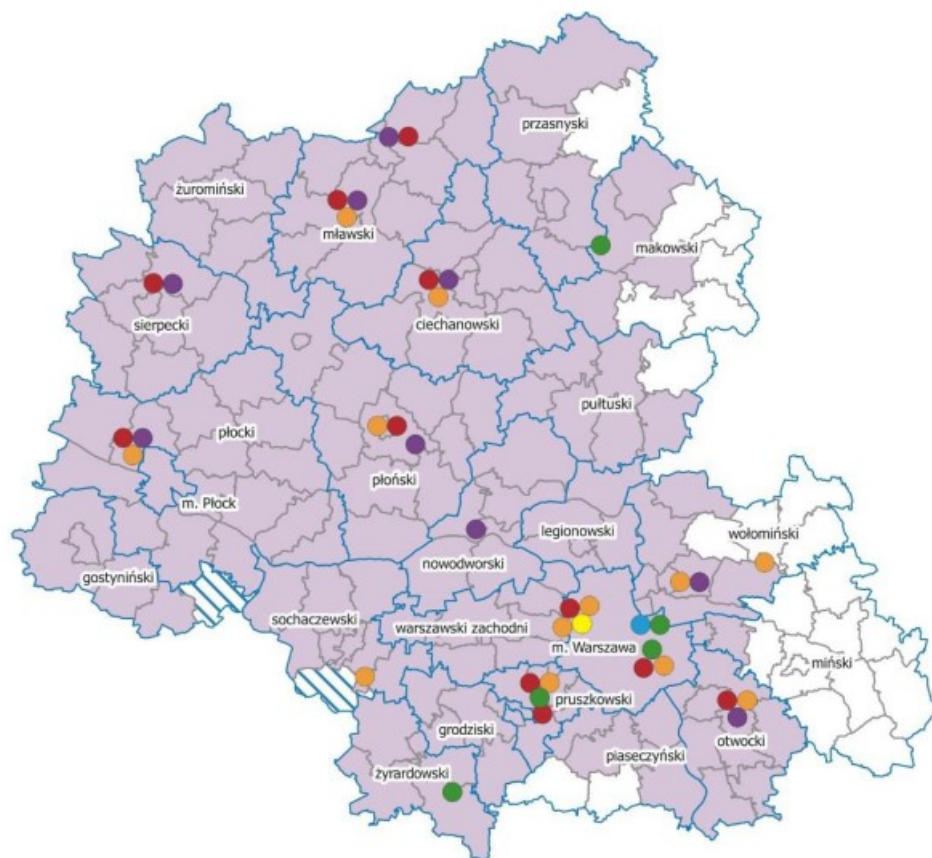 przasnyski
żuromiński
mławski
makowski
sierpecki
ciechanowski
płocki
pułtuski
płoński
m. Płock
legionowski
wołomiński
gostyniński
nowodworski
sochaczewski
warszawski zachodni
m. Warszawa
miński
pruszkowski
grodziski
otwocki
piaseczyński
żyrardowski